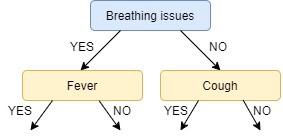 Breathing issues
YES
NO
Fever
Cough
YES
NO
YES
NO